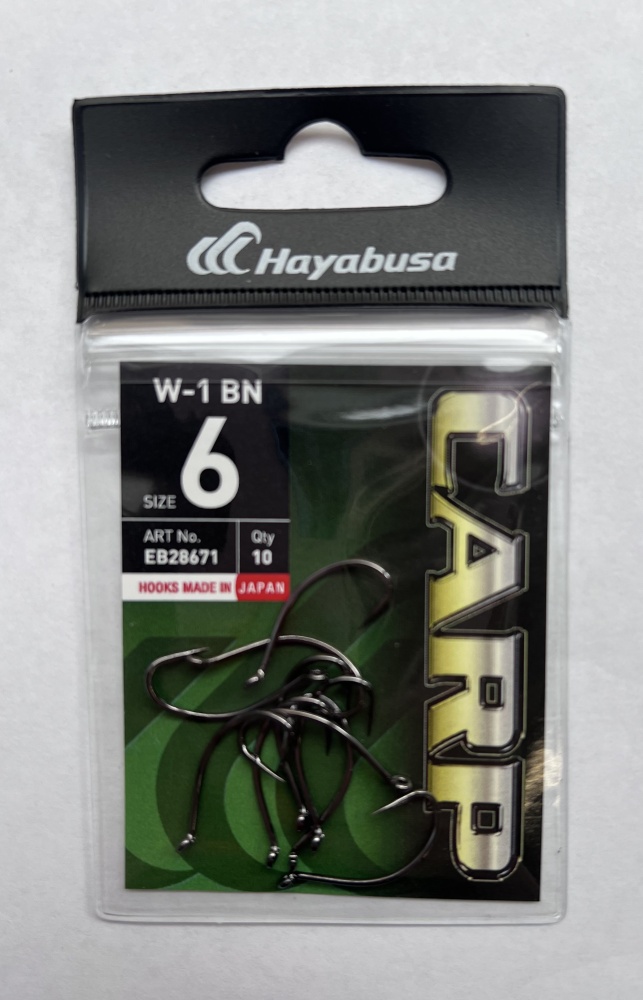 Hayabusa
W-1 BN
SIZE 6
ART No. Qty
EB28671 10
HOOKS MADE IN JAPAN
CARP